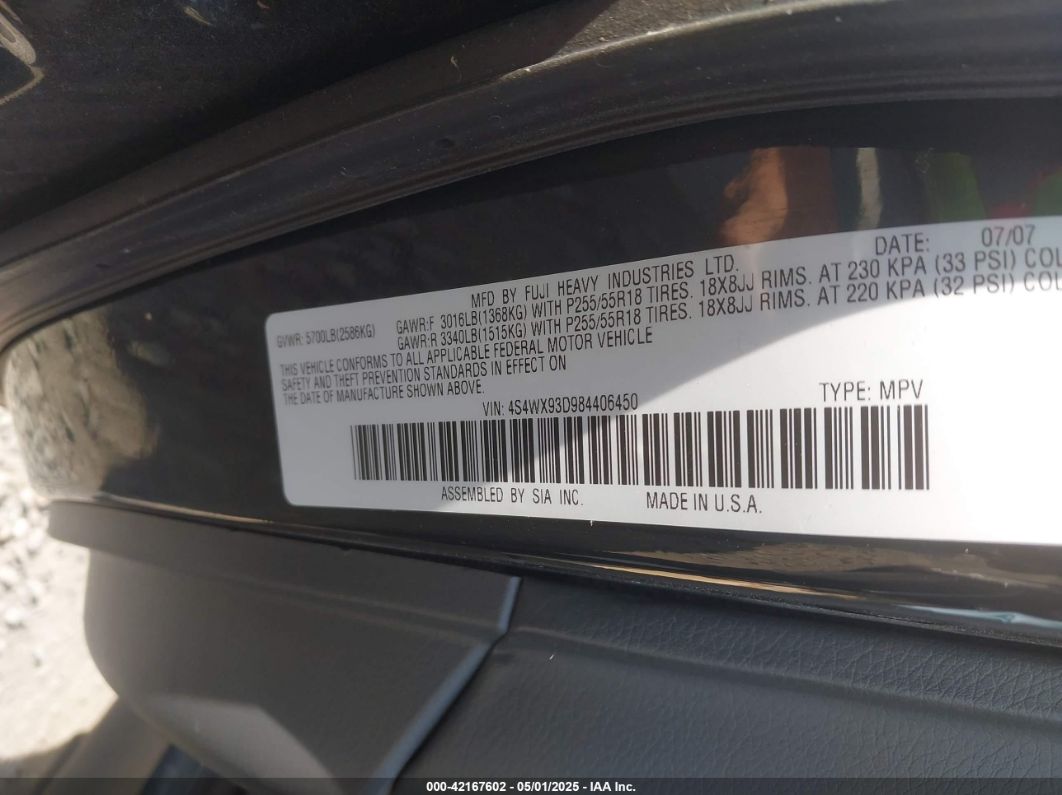 MFD BY FUJI HEAVY INDUSTRIES LTD. DATE: 07/07
GVWR: 5700LB(2586KG) GAWR:F 3016LB(1368KG) WITH P255/55R18 TIRES. 18X8JJ RIMS. AT 230 KPA (33 PSI) COL
GAWR:R 3340LB(1515KG) WITH P255/55R18 TIRES. 18X8JJ RIMS. AT 220 KPA (32 PSI) COL
THIS VEHICLE CONFORMS TO ALL APPLICABLE FEDERAL MOTOR VEHICLE
SAFETY AND THEFT PREVENTION STANDARDS IN EFFECT ON
THE DATE OF MANUFACTURE SHOWN ABOVE.
VIN: 4S4WX93D984406450 TYPE: MPV
ASSEMBLED BY SIA INC. MADE IN U.S.A.
000-42167602 - 05/01/2025 - IAA Inc.